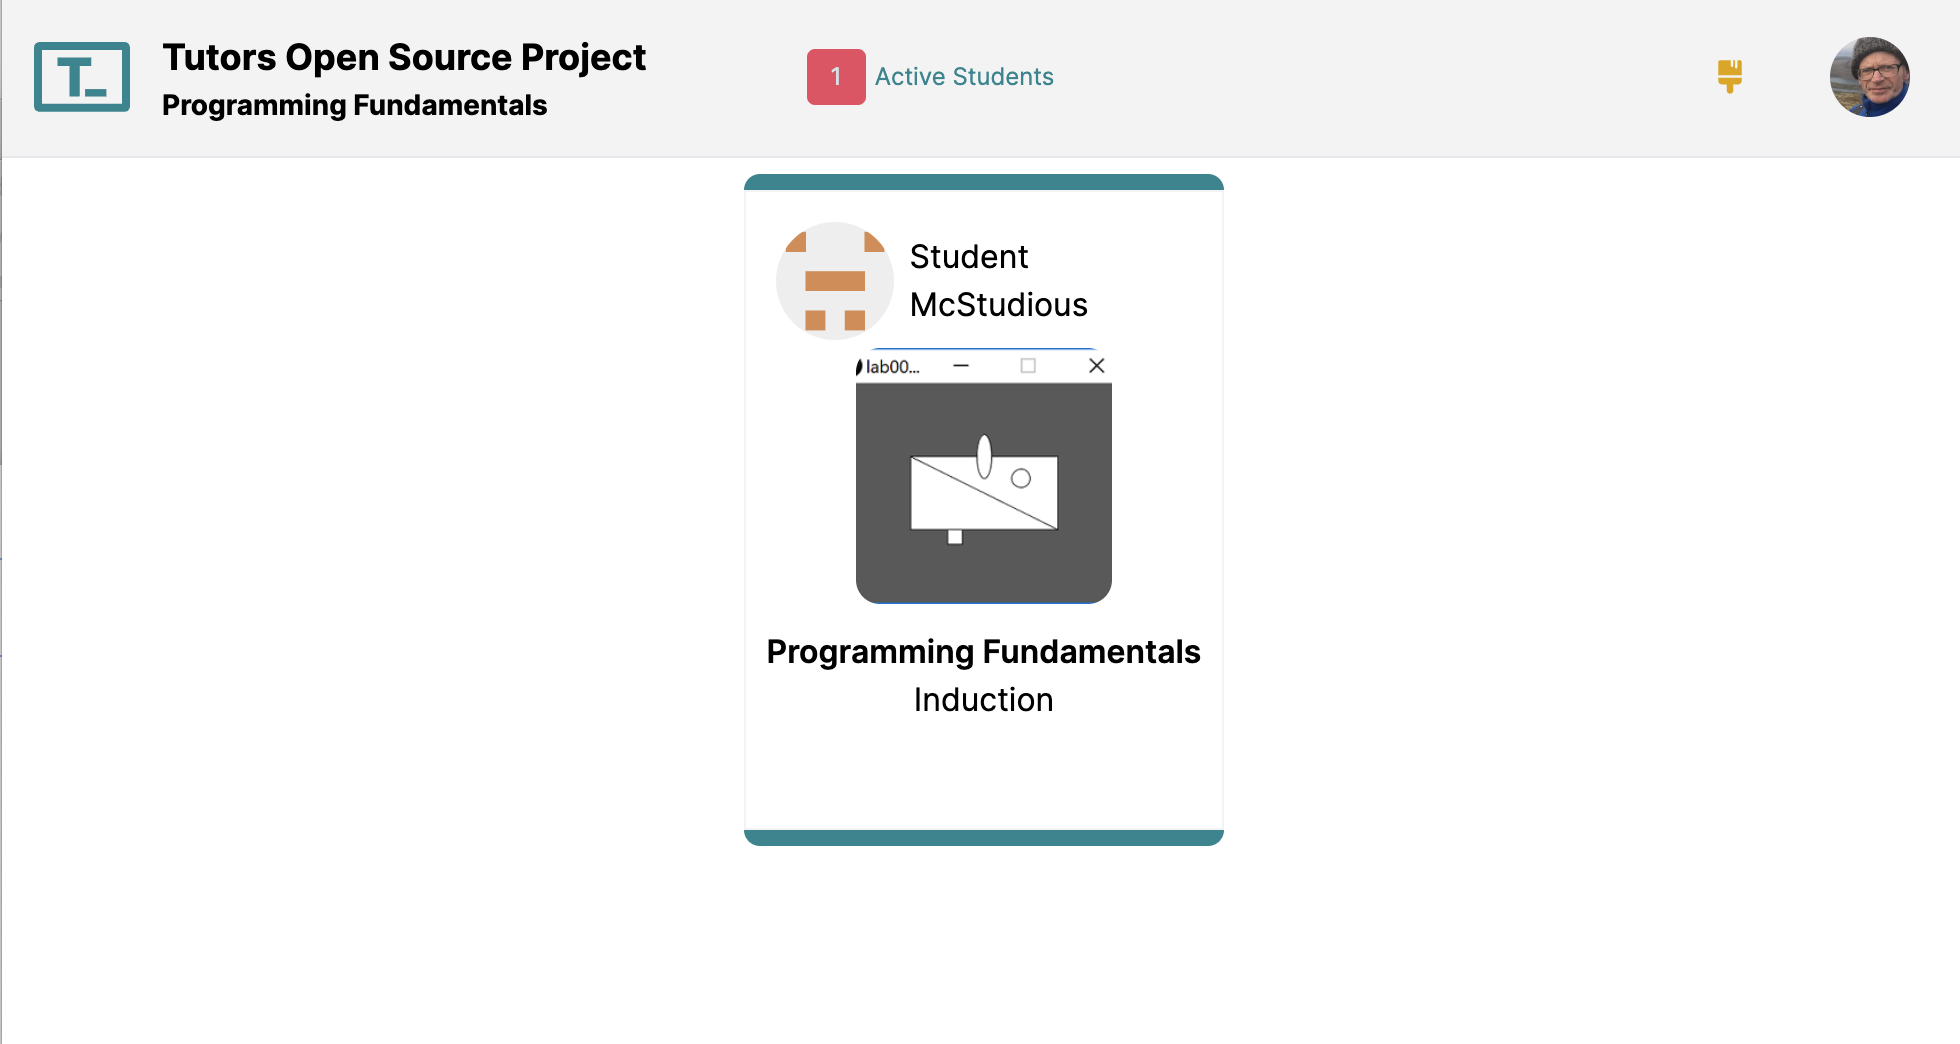 T_
Tutors Open Source Project
Programming Fundamentals
1 Active Students
Student
McStudious
lab00...
Programming Fundamentals
Induction